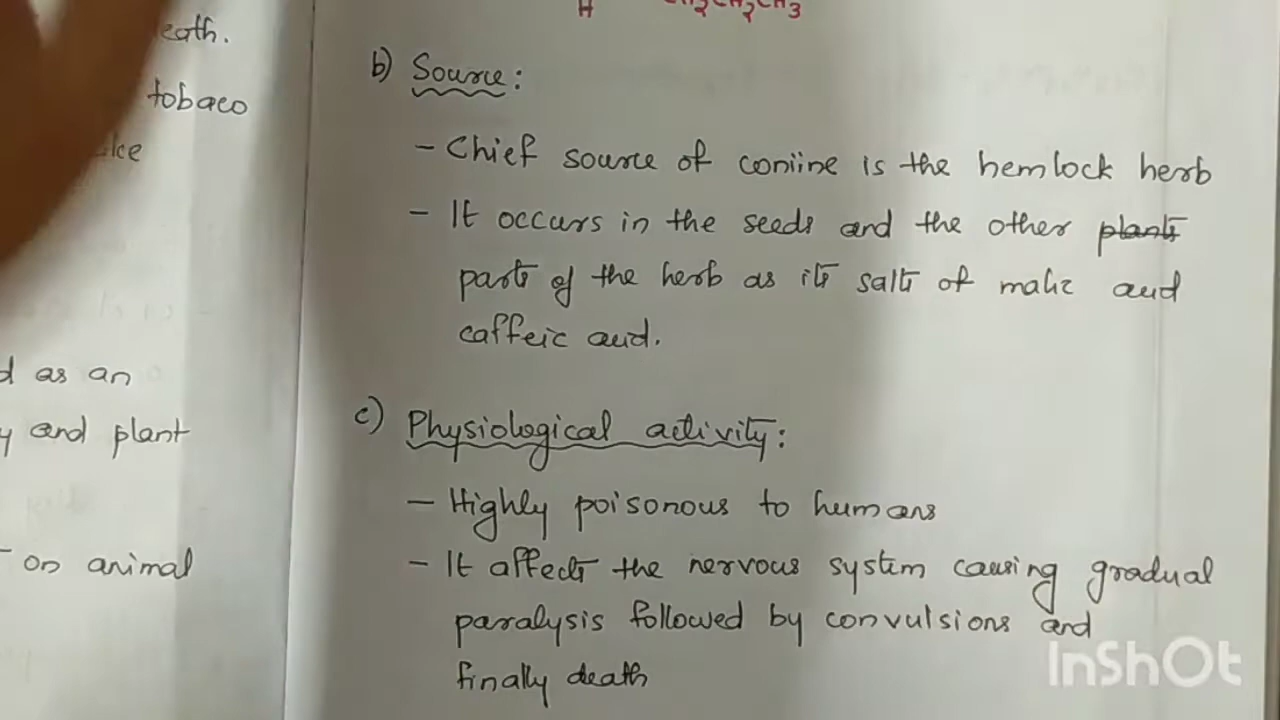 eath.
tobaco
ke
d as an
y and plant
on animal
H CH2CH2CH3
b) Source:
- Chief source of coniine is the hemlock herb
- It occurs in the seeds and the other plants
parts of the herb as its salts of malic acid
caffeic acid.
c) Physiological activity:
- Highly poisonous to humans
- It affects the nervous system causing gradual
paralysis followed by convulsions and
finally death
InShOt